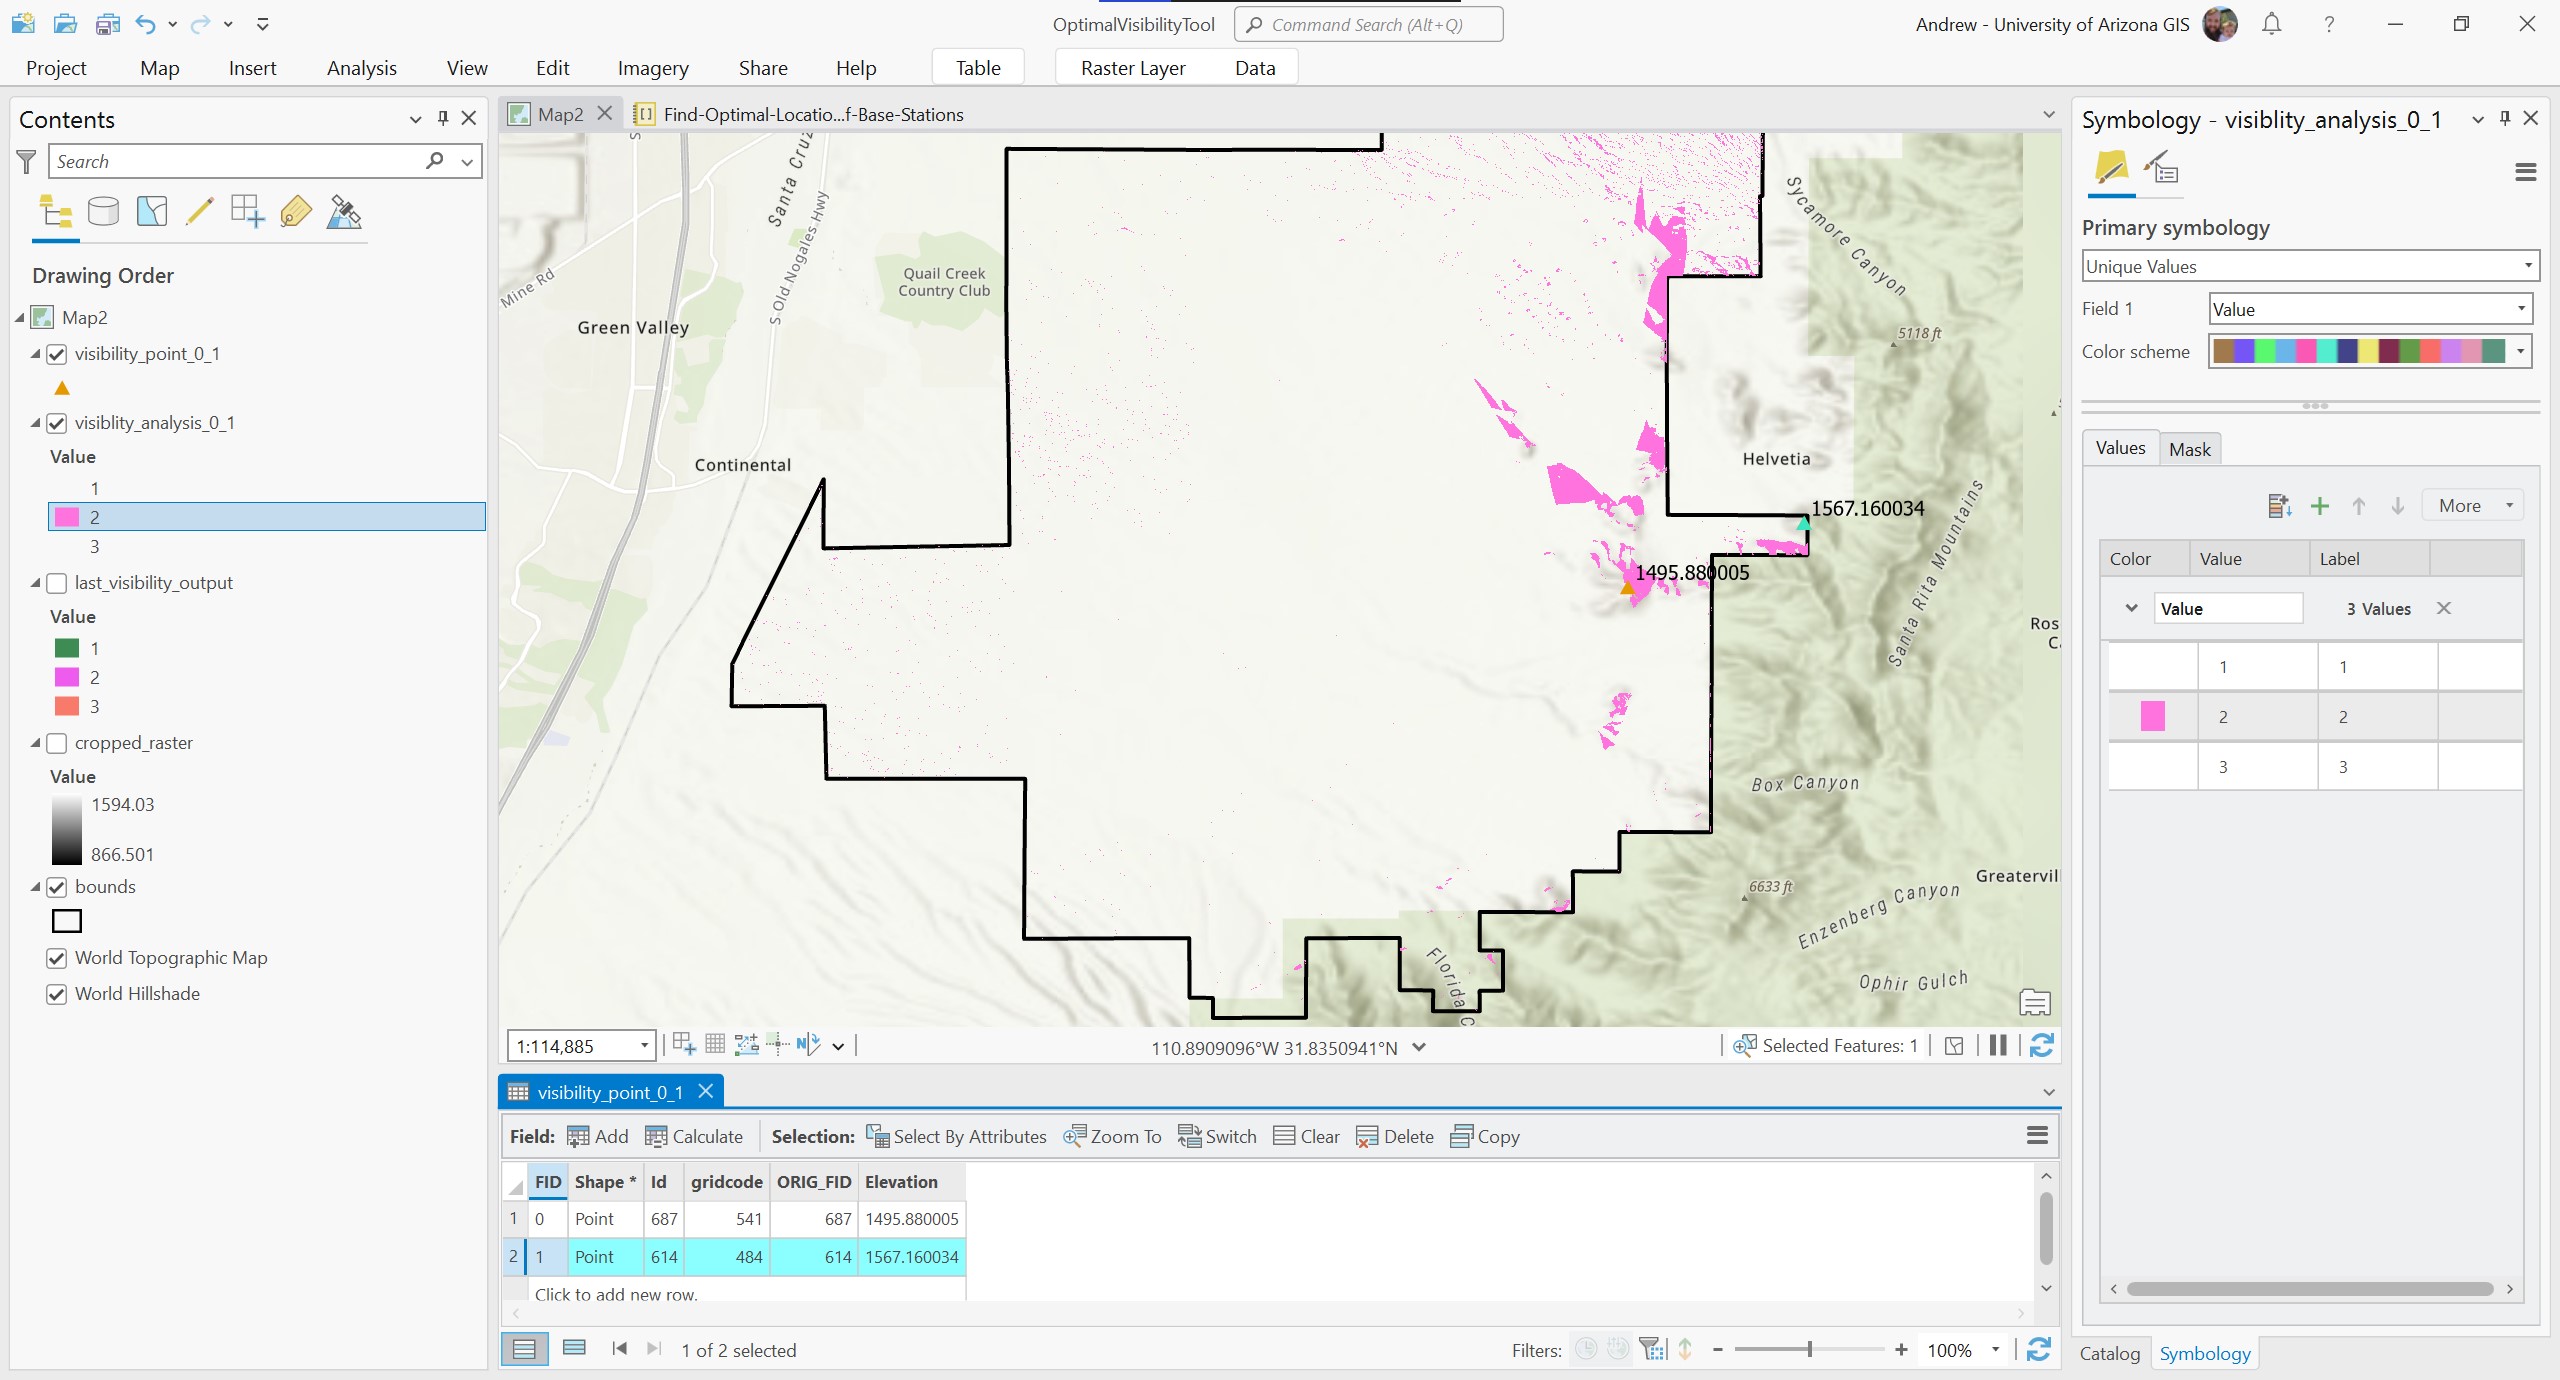 OptimalVisibilityTool
Command Search (Alt+Q)
Andrew - University of Arizona GIS
?
Project Map Insert Analysis View Edit Imagery Share Help Table Raster Layer Data
Contents
Search
Drawing Order
Map2
visibility_point_0_1
visiblity_analysis_0_1
Value
1
2
3
last_visibility_output
Value
1
2
3
cropped_raster
Value
1594.03
866.501
bounds
World Topographic Map
World Hillshade
Map2
Find-Optimal-Locatio...f-Base-Stations
Santa Cruz
S Old Nogales Hwy
Mine Rd
Quail Creek
Country Club
Green Valley
Continental
Sycamore Canyon
5118 ft
Helvetia
1567.160034
1495.880005
Santa Rita Mountains
Ros
C
Box Canyon
6633 ft
Greatervil
Enzenberg Canyon
Ophir Gulch
Florida C
1:114,885
N
110.8909096°W 31.8350941°N
Selected Features: 1
visibility_point_0_1
Field: Add Calculate Selection: Select By Attributes Zoom To Switch Clear Delete Copy
FID Shape * Id gridcode ORIG_FID Elevation
1 0 Point 687 541 687 1495.880005
2 1 Point 614 484 614 1567.160034
Click to add new row.
1 of 2 selected
Filters:
100%
Symbology - visiblity_analysis_0_1
Primary symbology
Unique Values
Field 1 Value
Color scheme
Values Mask
More
Color Value Label
Value 3 Values
1 1
2 2
3 3
Catalog Symbology